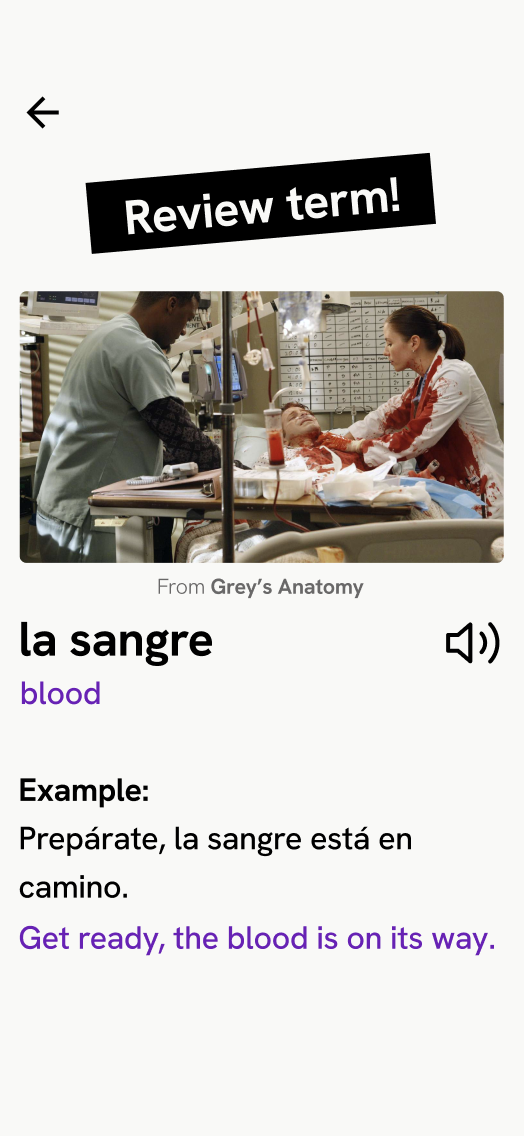 Review term!
From Grey's Anatomy
la sangre
blood
Example:
Prepárate, la sangre está en
camino.
Get ready, the blood is on its way.